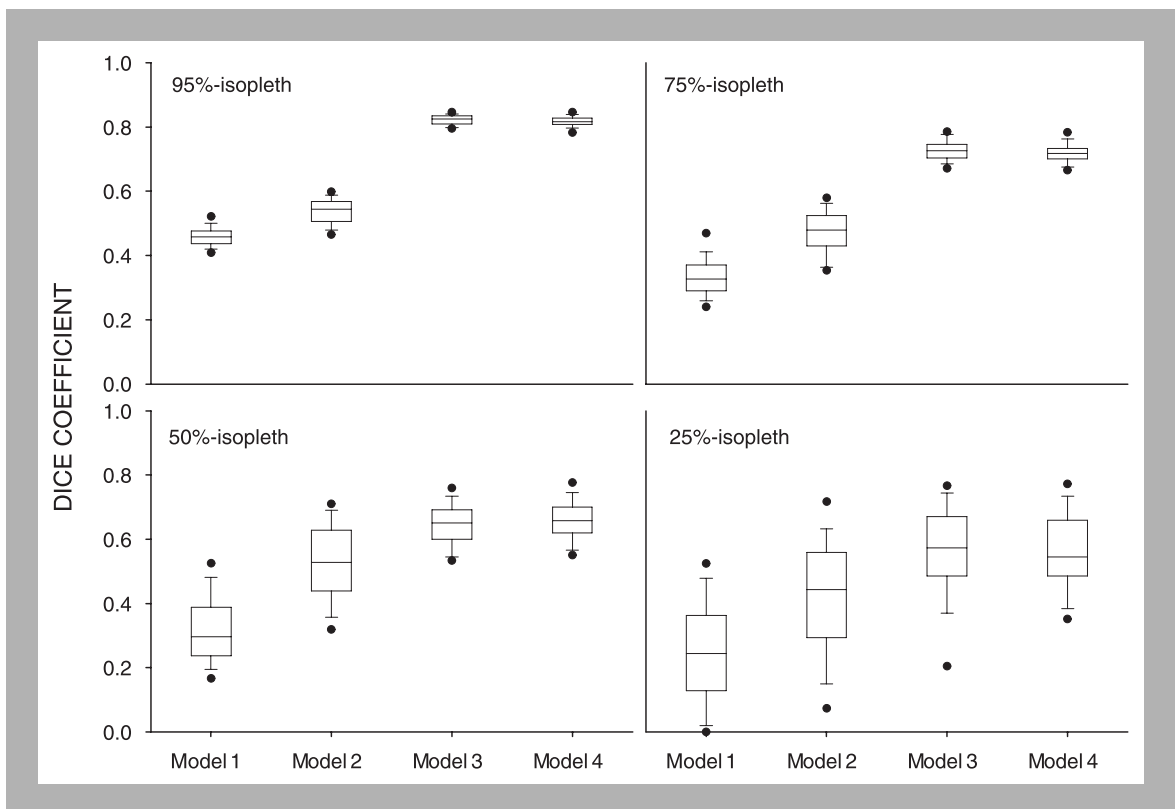 DICE COEFFICIENT
95%-isopleth
75%-isopleth
1.0
0.8
0.6
0.4
0.2
0.0
50%-isopleth
25%-isopleth
1.0
0.8
0.6
0.4
0.2
0.0
Model 1 Model 2 Model 3 Model 4 Model 1 Model 2 Model 3 Model 4